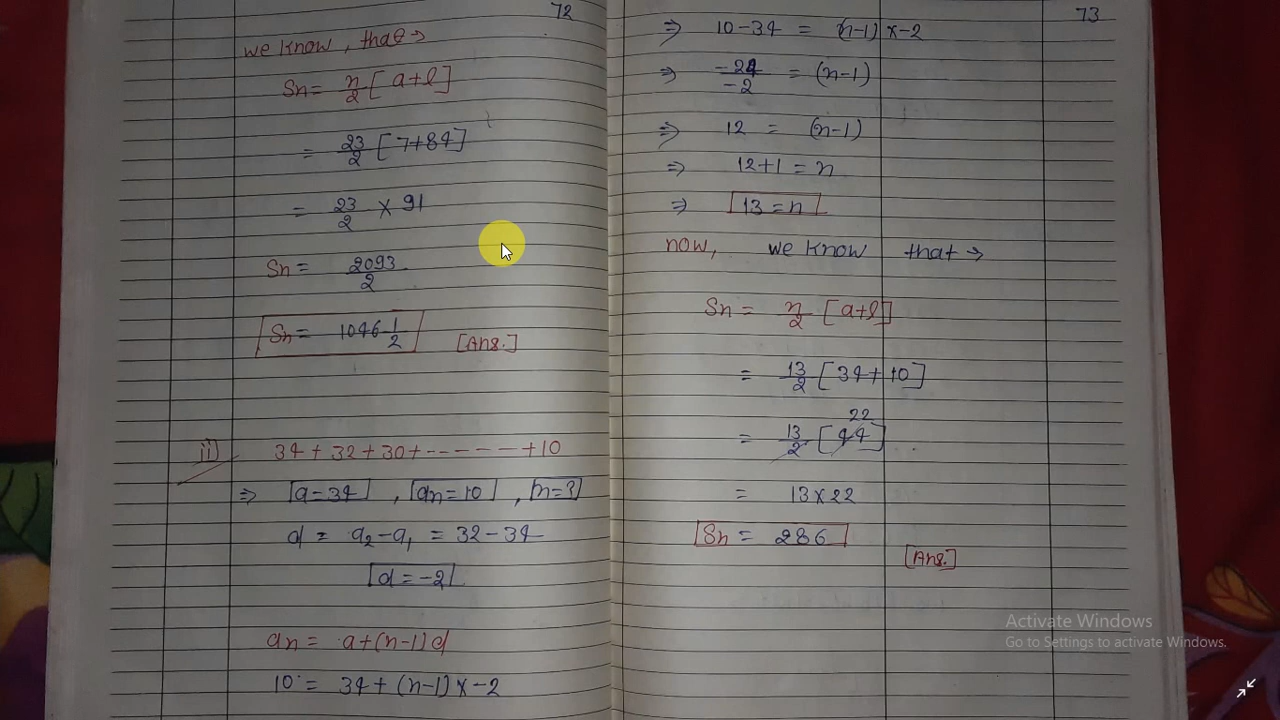 72
we know, that →
Sn = n/2 [a+l]
= 23/2 [7+84]
= 23/2 × 91
Sn = 2093/2
Sn = 1046 1/2 [Ans.]
ii) 34 + 32 + 30 + - - - - - - + 10
⇒ a = 34 , an = 10 , n = ?
d = a₂ - a₁ = 32 - 34
d = -2
an = a + (n-1)d
10 = 34 + (n-1) × -2
73
⇒ 10 - 34 = (n-1) × -2
⇒ -24/-2 = (n-1)
⇒ 12 = (n-1)
⇒ 12+1 = n
⇒ 13 = n
now, we know that →
Sn = n/2 [a+l]
= 13/2 [34+10]
22
= 13/2 [44]
= 13 × 22
Sn = 286
[Ans.]
Activate Windows
Go to Settings to activate Windows.